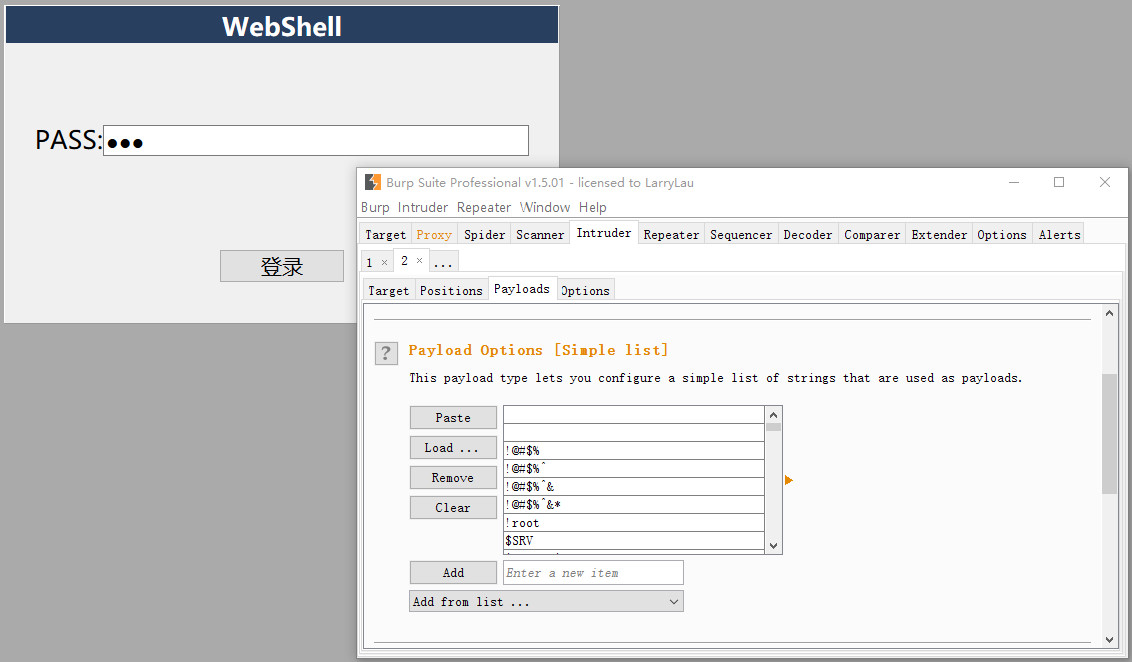 WebShell
PASS:●●●
登录
Burp Suite Professional v1.5.01 - licensed to LarryLau
Burp Intruder Repeater Window Help
Target Proxy Spider Scanner Intruder Repeater Sequencer Decoder Comparer Extender Options Alerts
1 × 2 × ...
Target Positions Payloads Options
? Payload Options [Simple list]
This payload type lets you configure a simple list of strings that are used as payloads.
Paste
Load ...
Remove
Clear
!@#$%
!@#$%^
!@#$%^&
!@#$%^&*
!root
$SRV
Add Enter a new item
Add from list ...